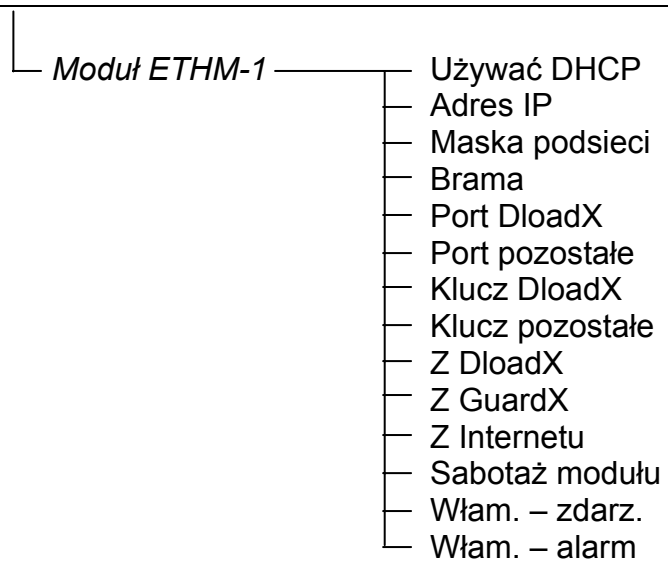 Moduł ETHM-1
Używać DHCP
Adres IP
Maska podsieci
Brama
Port DloadX
Port pozostałe
Klucz DloadX
Klucz pozostałe
Z DloadX
Z GuardX
Z Internetu
Sabotaż modułu
Włam. – zdarz.
Włam. – alarm